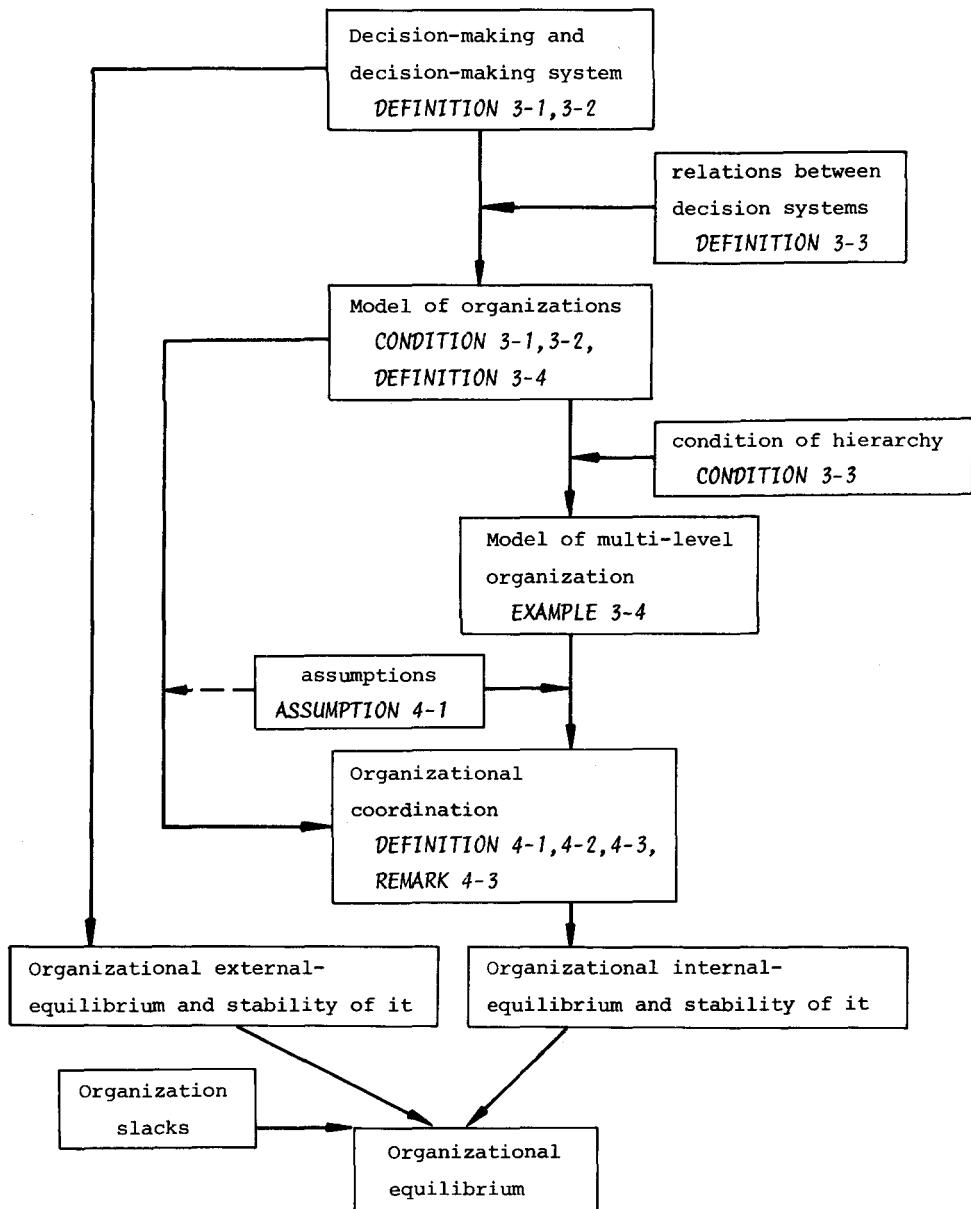 Decision-making and
decision-making system
DEFINITION 3-1,3-2
relations between
decision systems
DEFINITION 3-3
Model of organizations
CONDITION 3-1,3-2,
DEFINITION 3-4
condition of hierarchy
CONDITION 3-3
Model of multi-level
organization
EXAMPLE 3-4
assumptions
ASSUMPTION 4-1
Organizational
coordination
DEFINITION 4-1,4-2,4-3,
REMARK 4-3
Organizational external-
equilibrium and stability of it
Organizational internal-
equilibrium and stability of it
Organization
slacks
Organizational
equilibrium